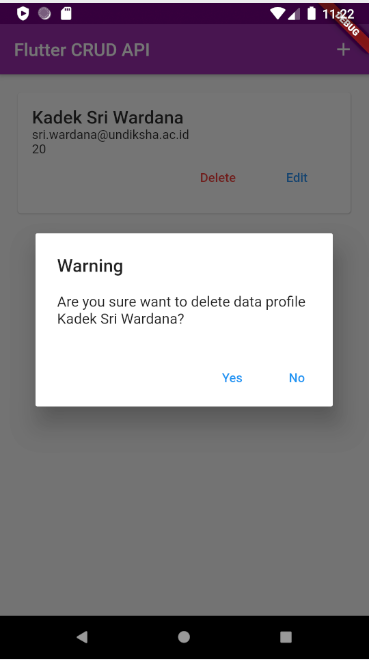 11:22
DEBUG
Flutter CRUD API
+
Kadek Sri Wardana
sri.wardana@undiksha.ac.id
20
Delete Edit
Warning
Are you sure want to delete data profile
Kadek Sri Wardana?
Yes No